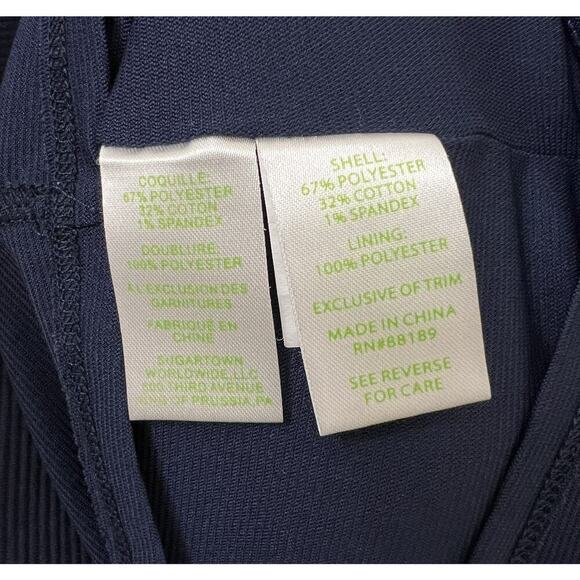 COQUILLE:
67% POLYESTER
32% COTTON
1% SPANDEX
DOUBLURE:
100% POLYESTER
À L'EXCLUSION DES
GARNITURES
FABRIQUÉ EN
CHINE
SUGARTOWN
WORLDWIDE, LLC
800 THIRD AVENUE
KING OF PRUSSIA, PA
SHELL:
67% POLYESTER
32% COTTON
1% SPANDEX
LINING:
100% POLYESTER
EXCLUSIVE OF TRIM
MADE IN CHINA
RN#88189
SEE REVERSE
FOR CARE